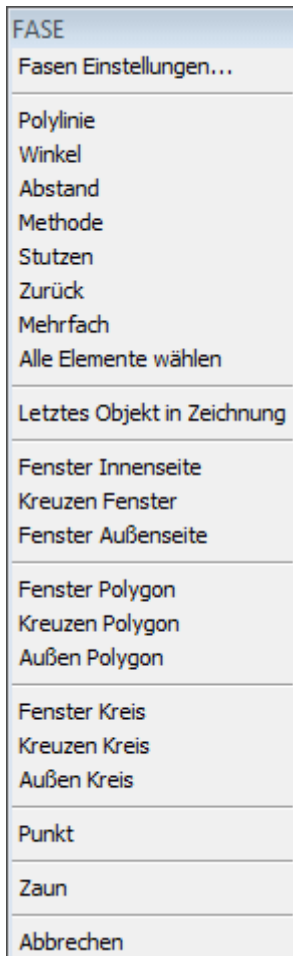 FASE
Fasen Einstellungen...
Polylinie
Winkel
Abstand
Methode
Stutzen
Zurück
Mehrfach
Alle Elemente wählen
Letztes Objekt in Zeichnung
Fenster Innenseite
Kreuzen Fenster
Fenster Außenseite
Fenster Polygon
Kreuzen Polygon
Außen Polygon
Fenster Kreis
Kreuzen Kreis
Außen Kreis
Punkt
Zaun
Abbrechen